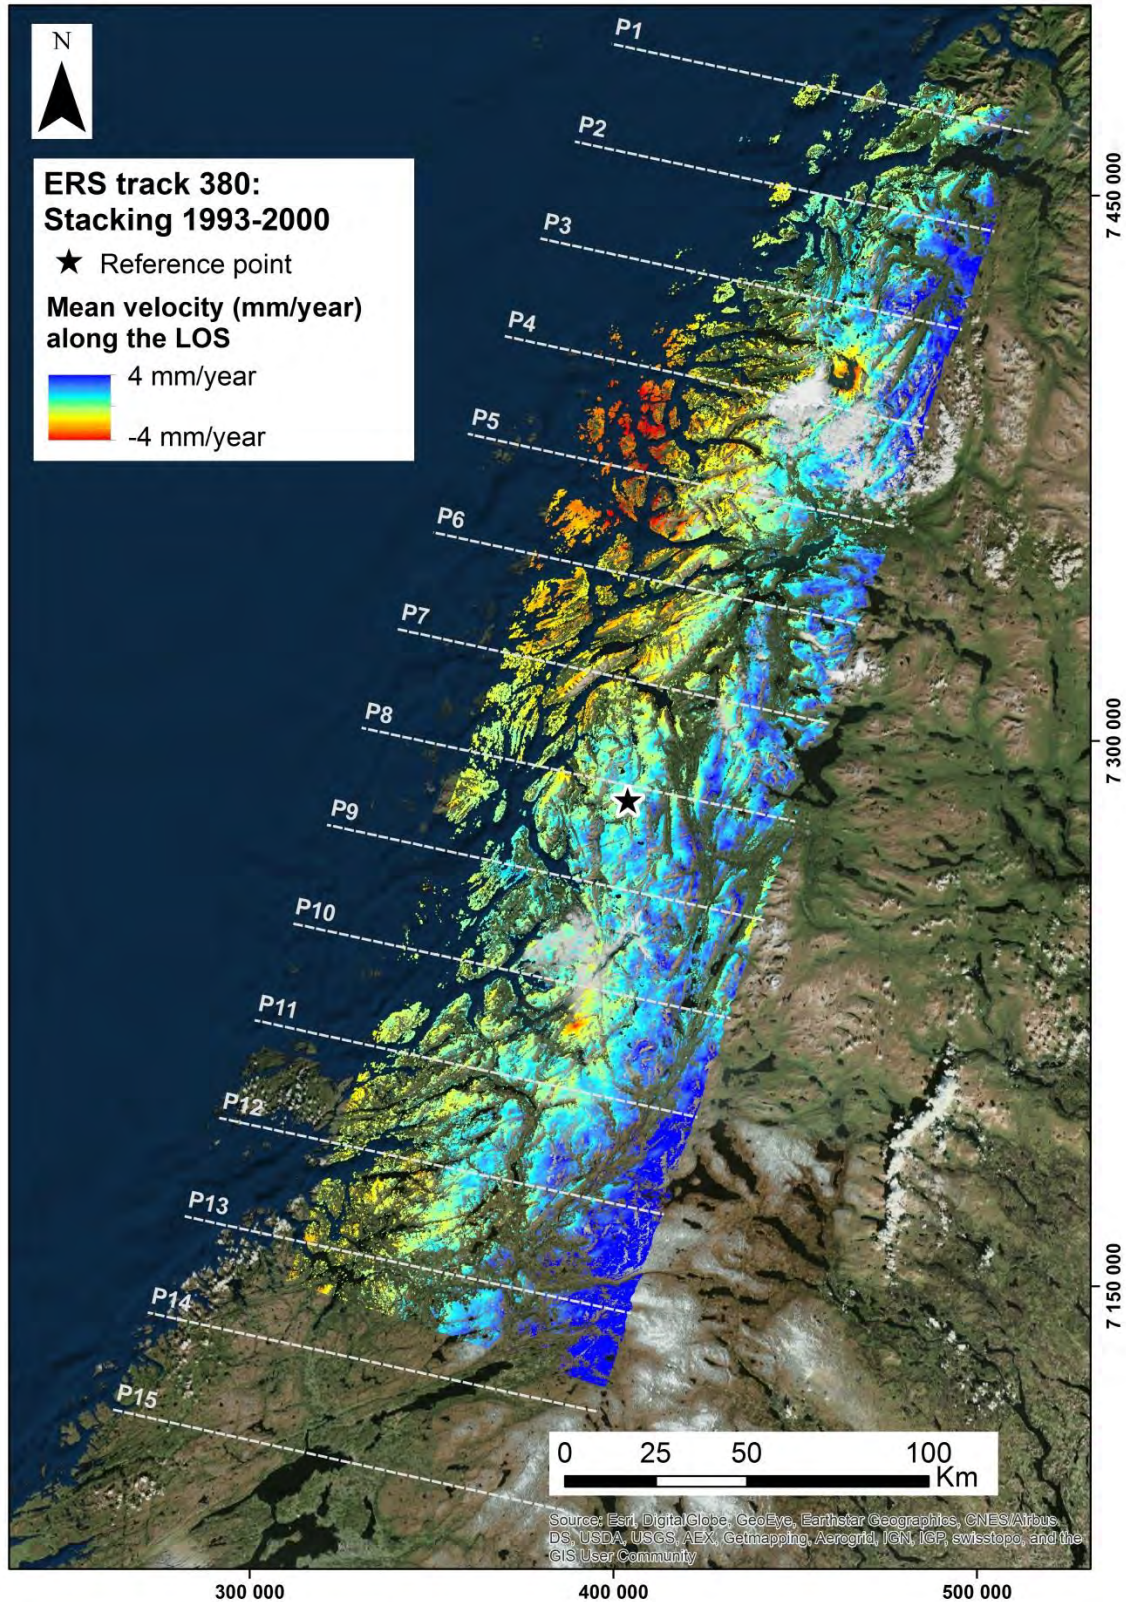 N
ERS track 380:
Stacking 1993-2000
Reference point
Mean velocity (mm/year)
along the LOS
4 mm/year
-4 mm/year
P1
P2
P3
P4
P5
P6
P7
P8
P9
P10
P11
P12
P13
P14
P15
7 450 000
7 300 000
7 150 000
0 25 50 100
Km
Source: Esri, DigitalGlobe, GeoEye, Earthstar Geographics, CNES/Airbus
DS, USDA, USGS, AEX, Getmapping, Aerogrid, IGN, IGP, swisstopo, and the
GIS User Community
300 000 400 000 500 000